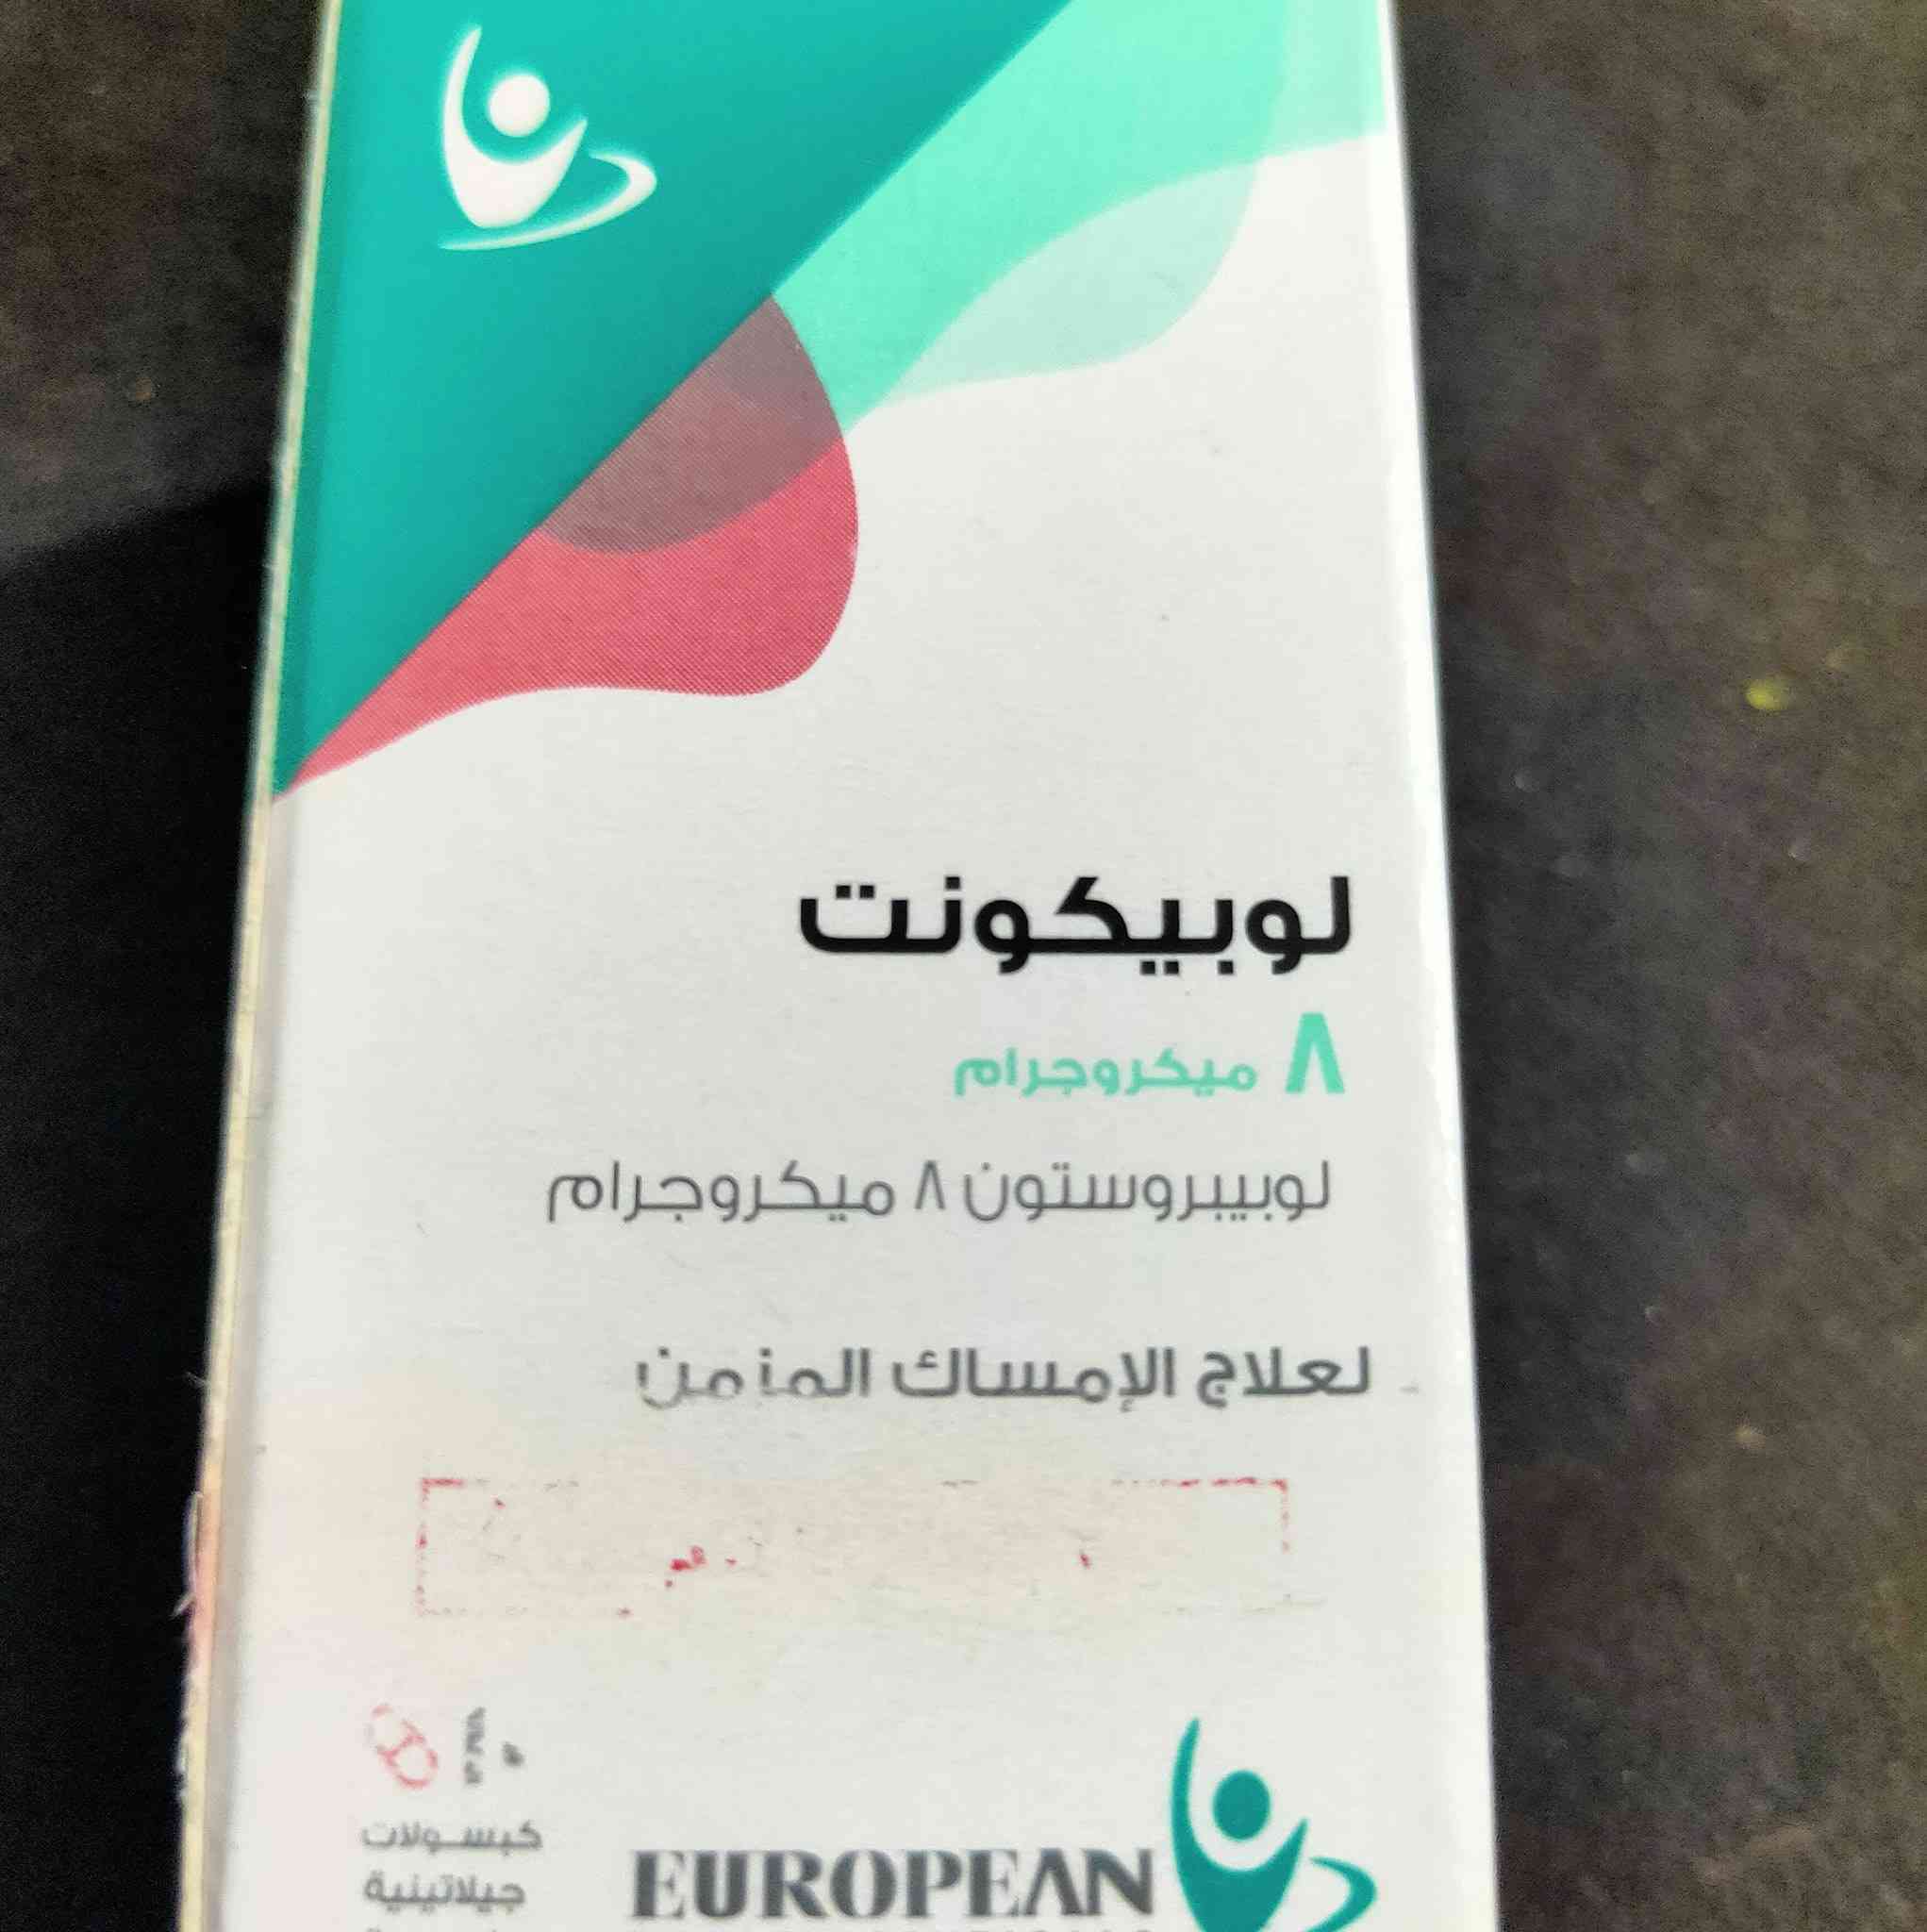 لوبيكونت
٨ ميكروجرام
لوبيبروستون ٨ ميكروجرام
لعلاج الإمساك المزمن
كبسولات
جيلاتينية
EUROPEAN